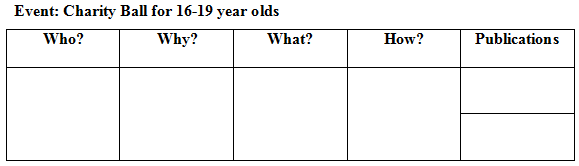 Event: Charity Ball for 16-19 year olds
Who? Why? What? How? Publications